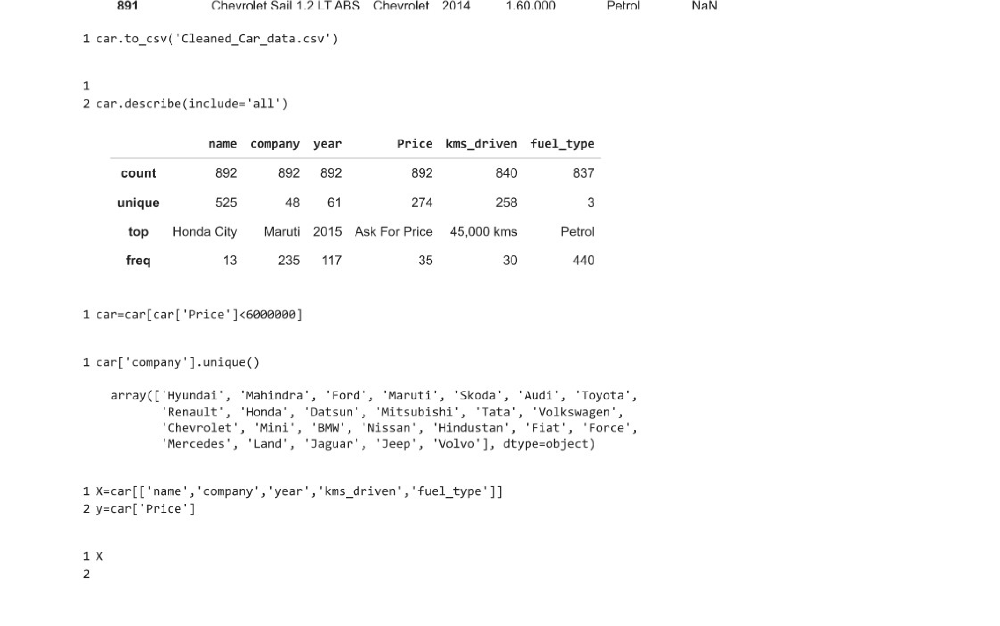 891 Chevrolet Sail 1.2 LT ABS Chevrolet 2014 1,60,000 Petrol NaN
1 car.to_csv('Cleaned_Car_data.csv')
1
2 car.describe(include='all')
name company year Price kms_driven fuel_type
count 892 892 892 892 840 837
unique 525 48 61 274 258 3
top Honda City Maruti 2015 Ask For Price 45,000 kms Petrol
freq 13 235 117 35 30 440
1 car=car[car['Price']<6000000]
1 car['company'].unique()
array(['Hyundai', 'Mahindra', 'Ford', 'Maruti', 'Skoda', 'Audi', 'Toyota',
'Renault', 'Honda', 'Datsun', 'Mitsubishi', 'Tata', 'Volkswagen',
'Chevrolet', 'Mini', 'BMW', 'Nissan', 'Hindustan', 'Fiat', 'Force',
'Mercedes', 'Land', 'Jaguar', 'Jeep', 'Volvo'], dtype=object)
1 X=car[['name','company','year','kms_driven','fuel_type']]
2 y=car['Price']
1 X
2